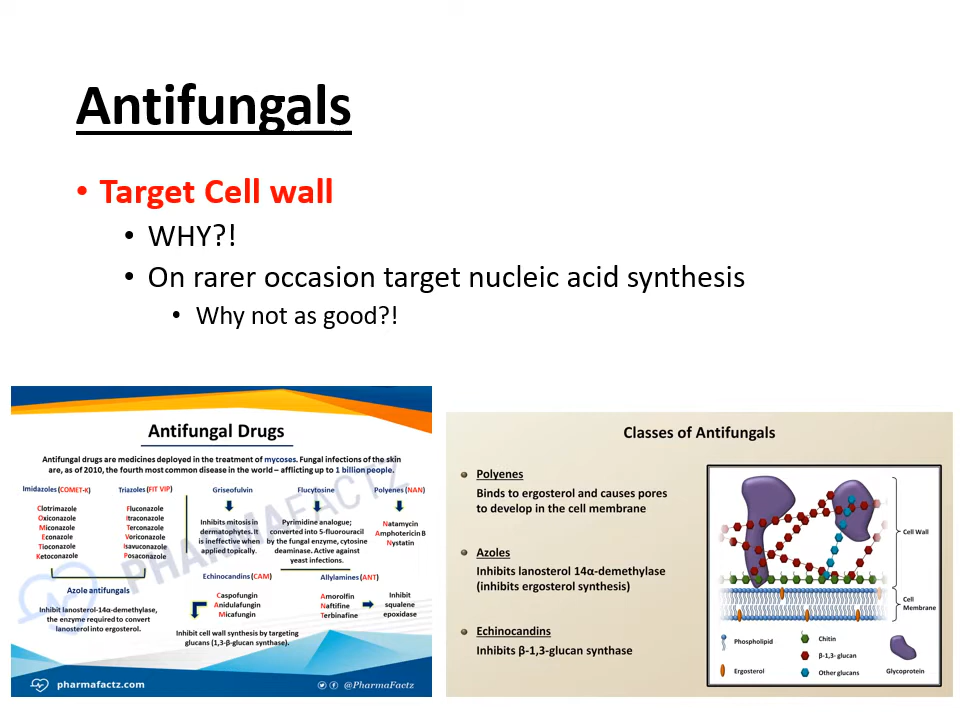 Antifungals
• Target Cell wall
• WHY?!
• On rarer occasion target nucleic acid synthesis
• Why not as good?!
Antifungal Drugs
Antifungal drugs are medicines deployed in the treatment of mycoses. Fungal infections of the skin
are, as of 2010, the fourth most common disease in the world – afflicting up to 1 billion people.
Imidazoles (COMET-K)
Clotrimazole
Oxiconazole
Miconazole
Econazole
Tioconazole
Ketoconazole
Triazoles (FIT VIP)
Fluconazole
Itraconazole
Terconazole
Voriconazole
Isavuconazole
Posaconazole
Azole antifungals
Inhibit lanosterol-14α-demethylase,
the enzyme required to convert
lanosterol into ergosterol.
Griseofulvin
Inhibits mitosis in
dermatophytes. It
is ineffective when
applied topically.
Flucytosine
Pyrimidine analogue;
converted into 5-fluorouracil
by the fungal enzyme, cytosine
deaminase. Active against
yeast infections.
Polyenes (NAN)
Natamycin
Amphotericin B
Nystatin
Echinocandins (CAM)
Caspofungin
Anidulafungin
Micafungin
Inhibit cell wall synthesis by targeting
glucans (1,3-β-glucan synthase).
Allylamines (ANT)
Amorolfin
Naftifine
Terbinafine
Inhibit
squalene
epoxidase
PHARMAFACTZ
pharmafactz.com
@PharmaFactz
Classes of Antifungals
Polyenes
Binds to ergosterol and causes pores
to develop in the cell membrane
Azoles
Inhibits lanosterol 14α-demethylase
(inhibits ergosterol synthesis)
Echinocandins
Inhibits β-1,3-glucan synthase
Cell Wall
Cell
Membrane
Phospholipid
Ergosterol
Chitin
β-1,3- glucan
Other glucans
Glycoprotein